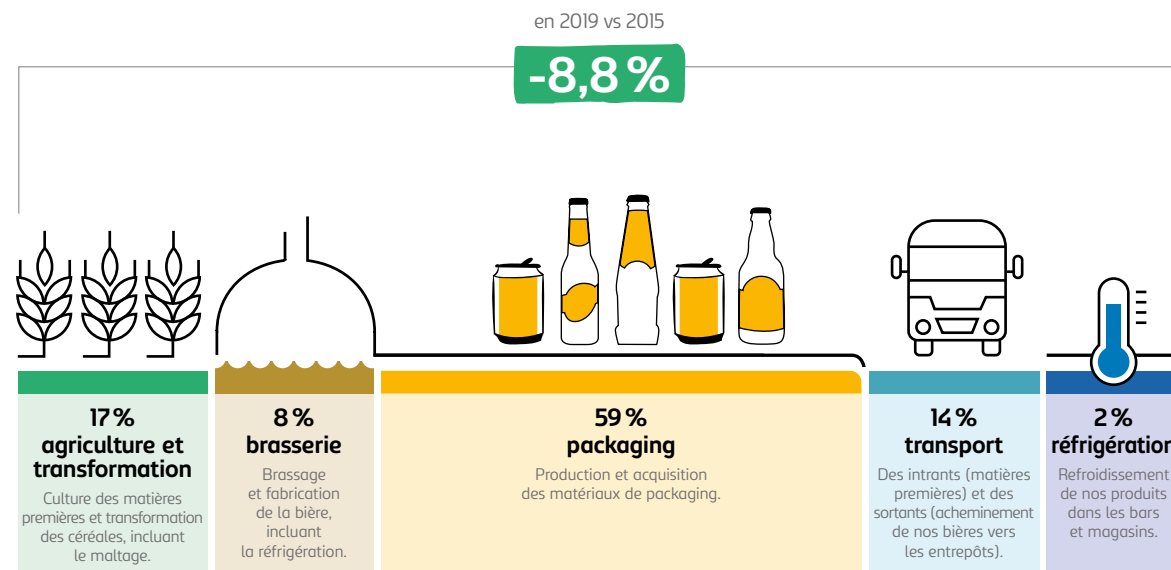 en 2019 vs 2015
-8,8 %
17 %
agriculture et
transformation
Culture des matières
premières et transformation
des céréales, incluant
le maltage.
8 %
brasserie
Brassage
et fabrication
de la bière,
incluant
la réfrigération.
59 %
packaging
Production et acquisition
des matériaux de packaging.
14 %
transport
Des intrants (matières
premières) et des
sortants (acheminement
de nos bières vers
les entrepôts).
2 %
réfrigération
Refroidissement
de nos produits
dans les bars
et magasins.